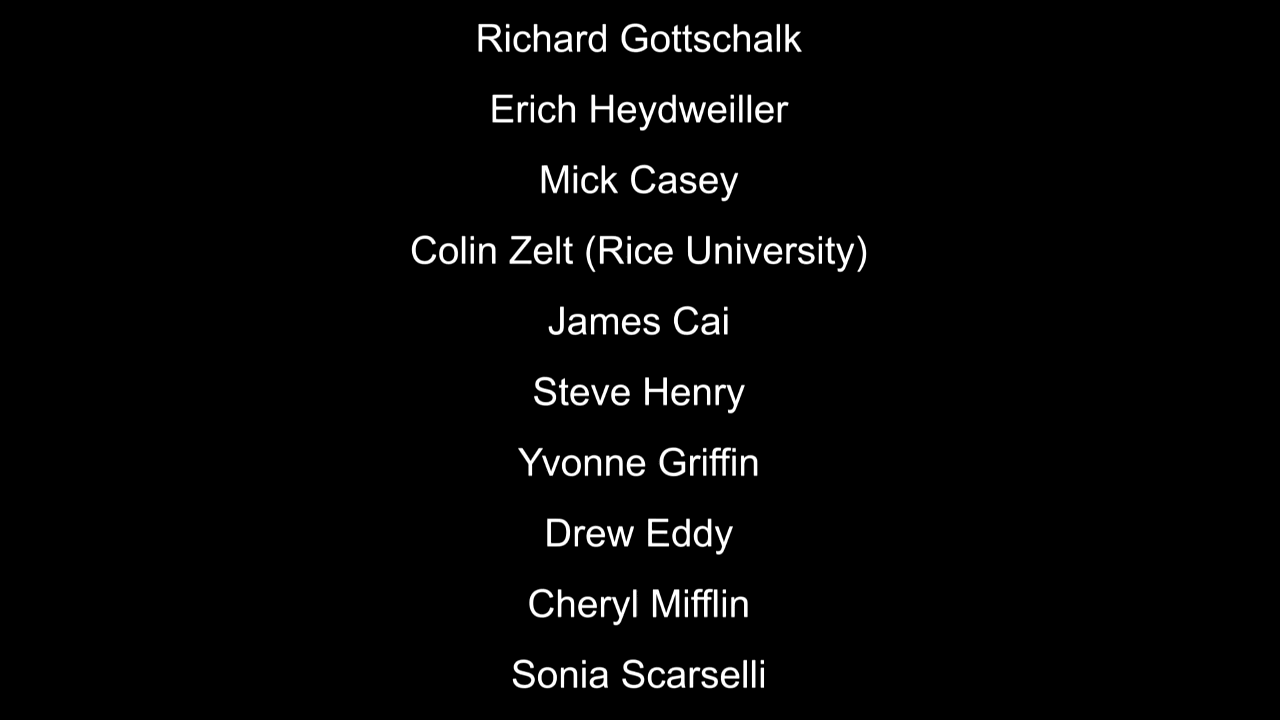 Richard Gottschalk
Erich Heydweiller
Mick Casey
Colin Zelt (Rice University)
James Cai
Steve Henry
Yvonne Griffin
Drew Eddy
Cheryl Mifflin
Sonia Scarselli